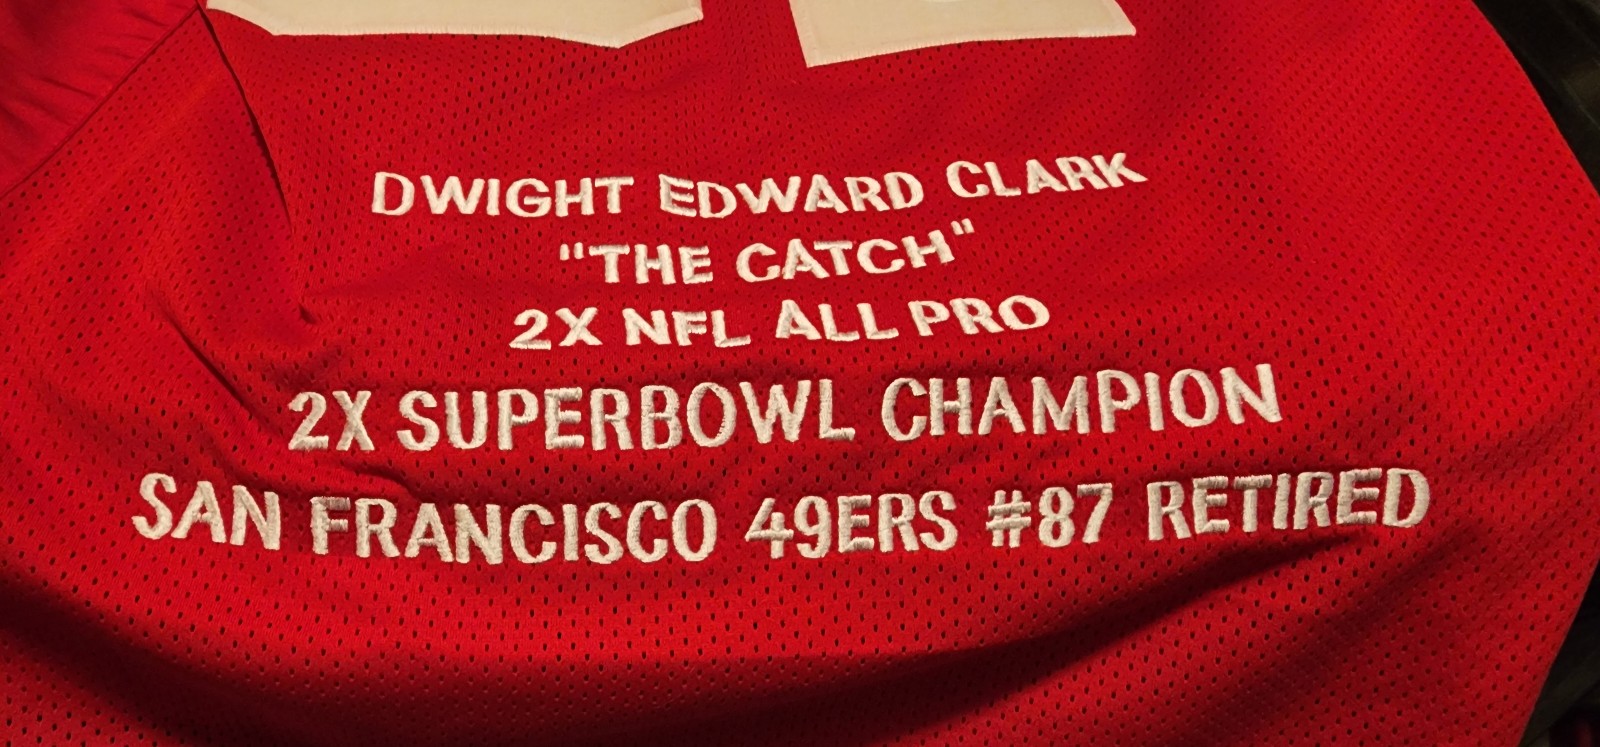 DWIGHT EDWARD CLARK
"THE CATCH"
2X NFL ALL PRO
2X SUPERBOWL CHAMPION
SAN FRANCISCO 49ERS #87 RETIRED